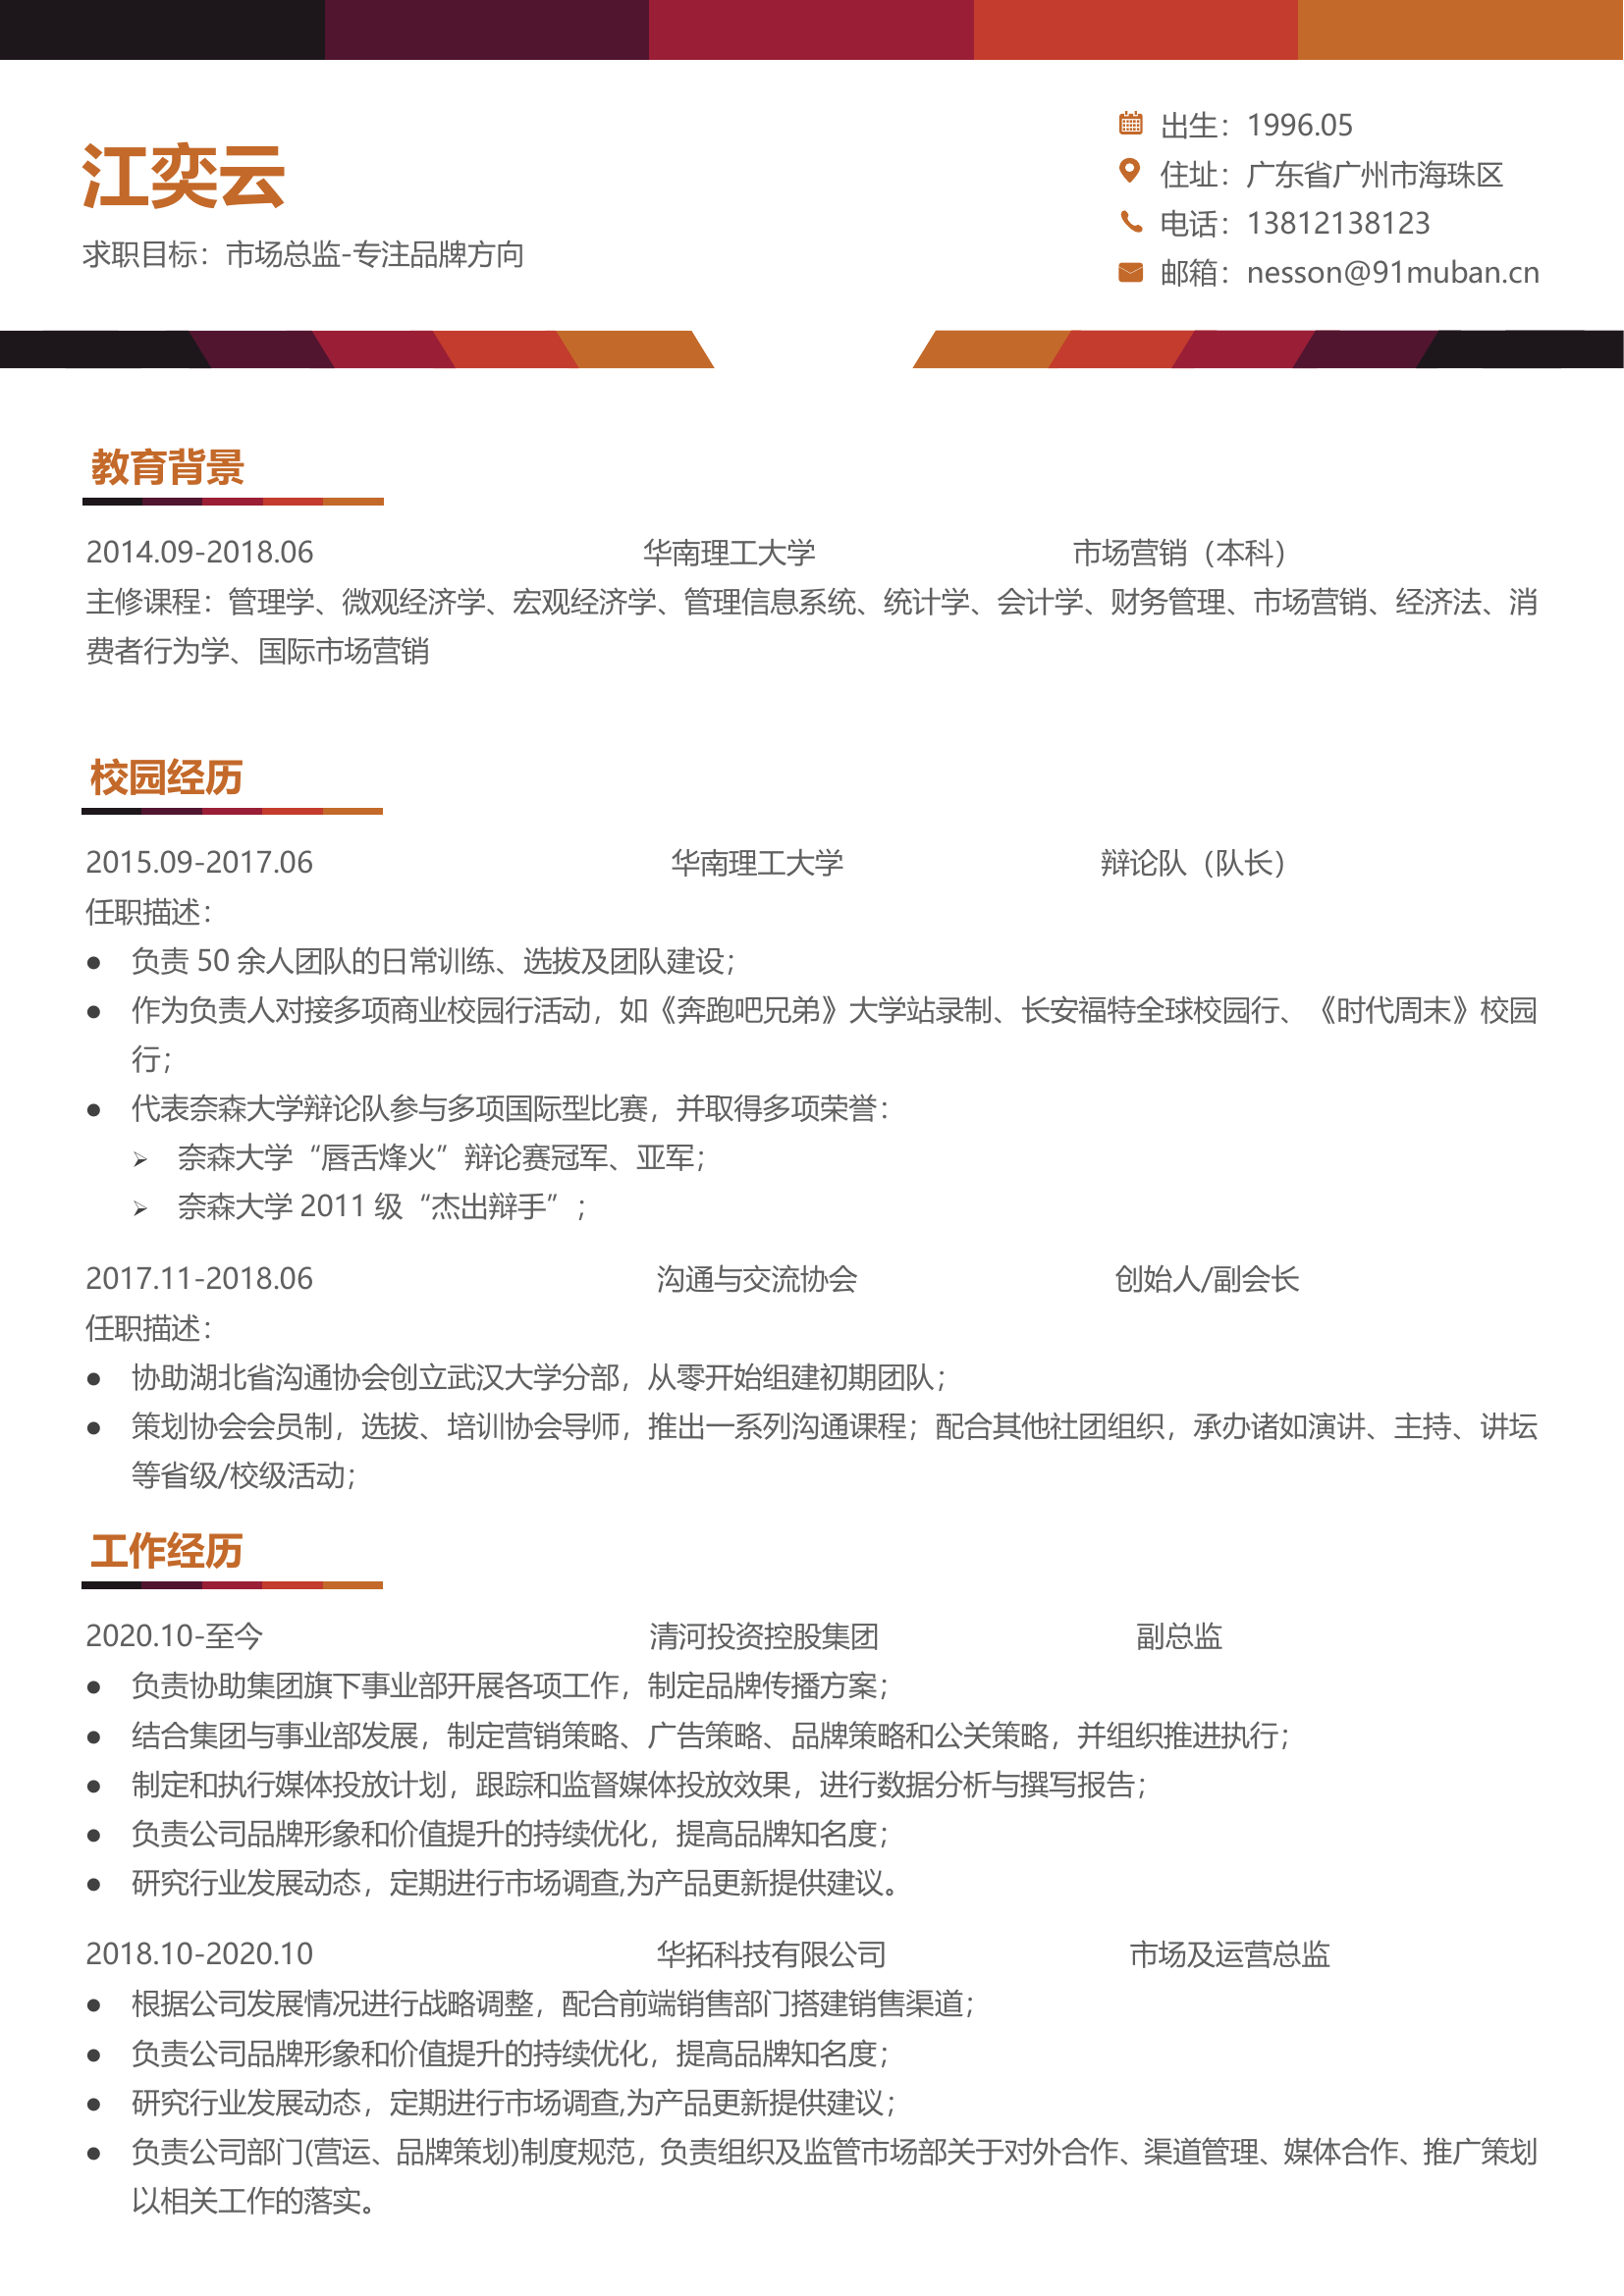 江奕云
求职目标：市场总监-专注品牌方向
出生：1996.05
住址：广东省广州市海珠区
电话：13812138123
邮箱：nesson@91muban.cn
教育背景
2014.09-2018.06 华南理工大学 市场营销（本科）
主修课程：管理学、微观经济学、宏观经济学、管理信息系统、统计学、会计学、财务管理、市场营销、经济法、消
费者行为学、国际市场营销
校园经历
2015.09-2017.06 华南理工大学 辩论队（队长）
任职描述：
● 负责 50 余人团队的日常训练、选拔及团队建设；
● 作为负责人对接多项商业校园行活动，如《奔跑吧兄弟》大学站录制、长安福特全球校园行、《时代周末》校园
行；
● 代表奈森大学辩论队参与多项国际型比赛，并取得多项荣誉：
➢ 奈森大学“唇舌烽火”辩论赛冠军、亚军；
➢ 奈森大学 2011 级“杰出辩手”；
2017.11-2018.06 沟通与交流协会 创始人/副会长
任职描述：
● 协助湖北省沟通协会创立武汉大学分部，从零开始组建初期团队；
● 策划协会会员制，选拔、培训协会导师，推出一系列沟通课程；配合其他社团组织，承办诸如演讲、主持、讲坛
等省级/校级活动；
工作经历
2020.10-至今 清河投资控股集团 副总监
● 负责协助集团旗下事业部开展各项工作，制定品牌传播方案；
● 结合集团与事业部发展，制定营销策略、广告策略、品牌策略和公关策略，并组织推进执行；
● 制定和执行媒体投放计划，跟踪和监督媒体投放效果，进行数据分析与撰写报告；
● 负责公司品牌形象和价值提升的持续优化，提高品牌知名度；
● 研究行业发展动态，定期进行市场调查,为产品更新提供建议。
2018.10-2020.10 华拓科技有限公司 市场及运营总监
● 根据公司发展情况进行战略调整，配合前端销售部门搭建销售渠道；
● 负责公司品牌形象和价值提升的持续优化，提高品牌知名度；
● 研究行业发展动态，定期进行市场调查,为产品更新提供建议；
● 负责公司部门(营运、品牌策划)制度规范，负责组织及监管市场部关于对外合作、渠道管理、媒体合作、推广策划
以相关工作的落实。